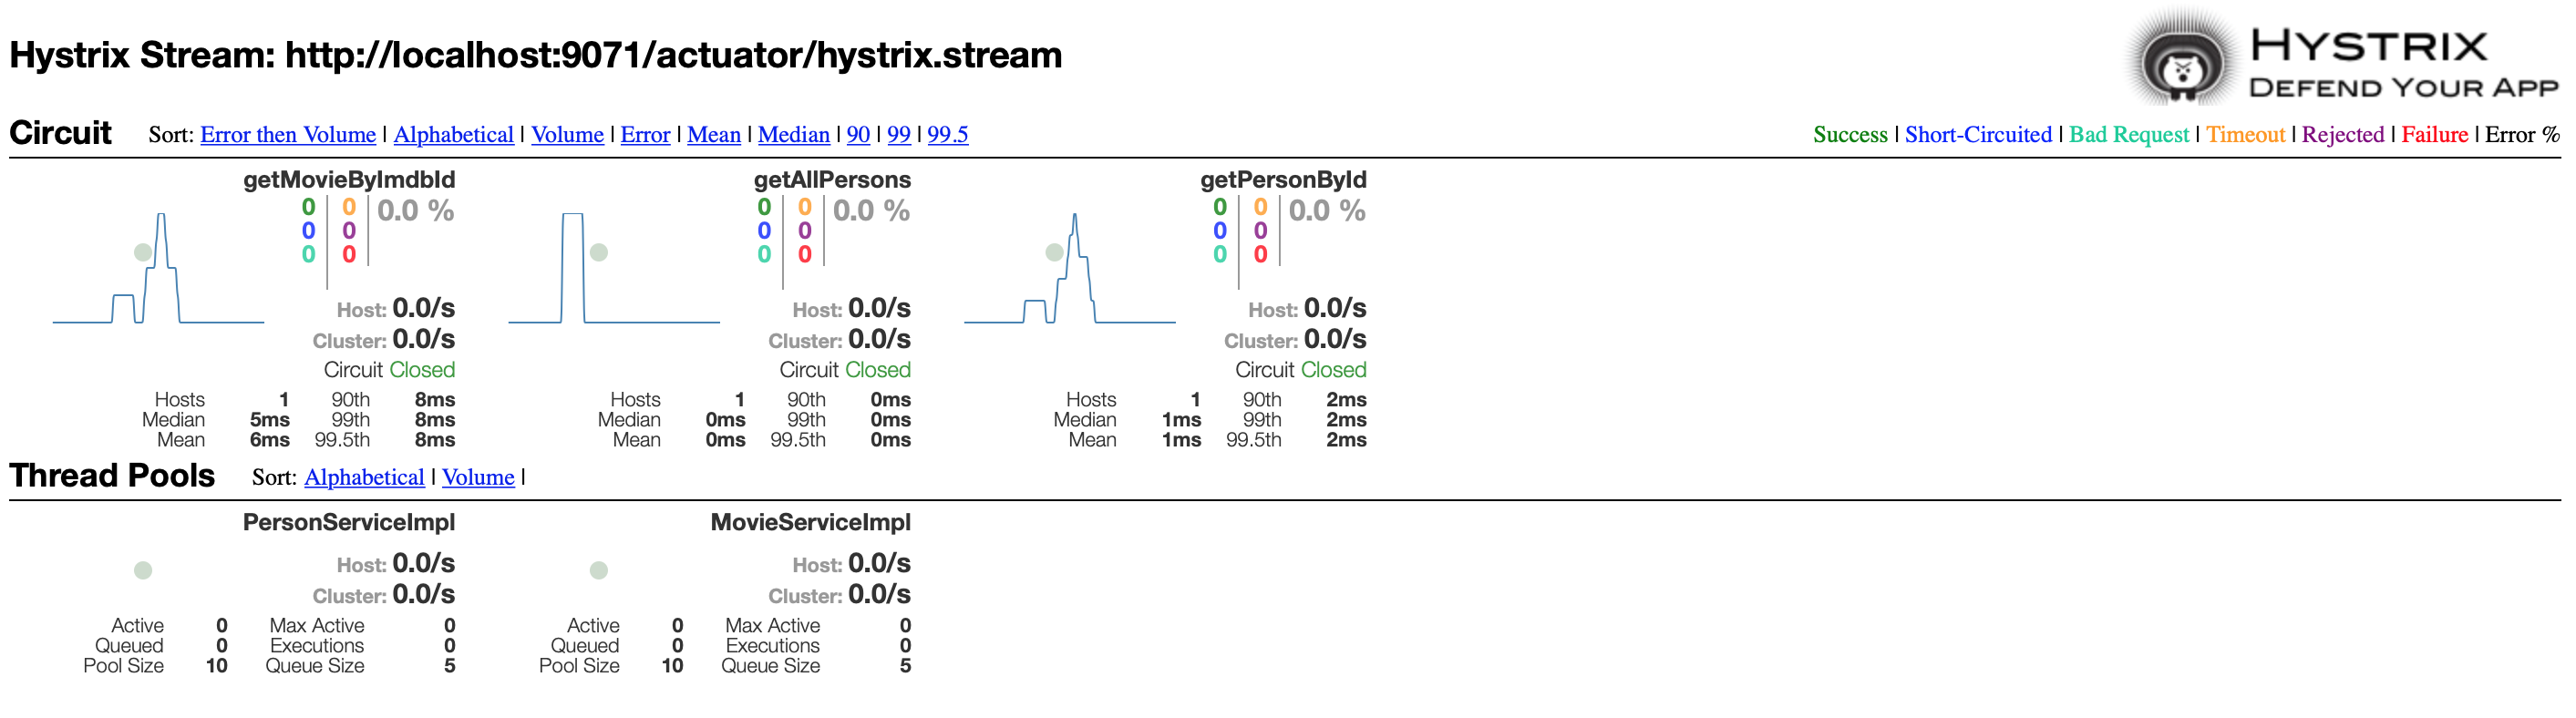 Hystrix Stream: http://localhost:9071/actuator/hystrix.stream
HYSTRIX
DEFEND YOUR APP
Circuit Sort: Error then Volume | Alphabetical | Volume | Error | Mean | Median | 90 | 99 | 99.5
Success | Short-Circuited | Bad Request | Timeout | Rejected | Failure | Error %
getMovieByImdbId
0 0 0.0 %
0 0
0 0
Host: 0.0/s
Cluster: 0.0/s
Circuit Closed
Hosts 1 90th 8ms
Median 5ms 99th 8ms
Mean 6ms 99.5th 8ms
getAllPersons
0 0 0.0 %
0 0
0 0
Host: 0.0/s
Cluster: 0.0/s
Circuit Closed
Hosts 1 90th 0ms
Median 0ms 99th 0ms
Mean 0ms 99.5th 0ms
getPersonById
0 0 0.0 %
0 0
0 0
Host: 0.0/s
Cluster: 0.0/s
Circuit Closed
Hosts 1 90th 2ms
Median 1ms 99th 2ms
Mean 1ms 99.5th 2ms
Thread Pools Sort: Alphabetical | Volume |
PersonServiceImpl
Host: 0.0/s
Cluster: 0.0/s
Active 0 Max Active 0
Queued 0 Executions 0
Pool Size 10 Queue Size 5
MovieServiceImpl
Host: 0.0/s
Cluster: 0.0/s
Active 0 Max Active 0
Queued 0 Executions 0
Pool Size 10 Queue Size 5